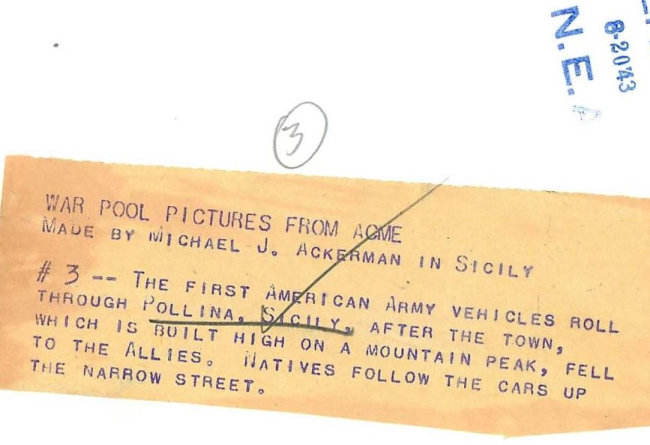 8-20'43
N.E.A
3
WAR POOL PICTURES FROM ACME
MADE BY MICHAEL J. ACKERMAN IN SICILY
#3 -- THE FIRST AMERICAN ARMY VEHICLES ROLL
THROUGH POLLINA, SICILY, AFTER THE TOWN,
WHICH IS BUILT HIGH ON A MOUNTAIN PEAK, FELL
TO THE ALLIES. NATIVES FOLLOW THE CARS UP
THE NARROW STREET.